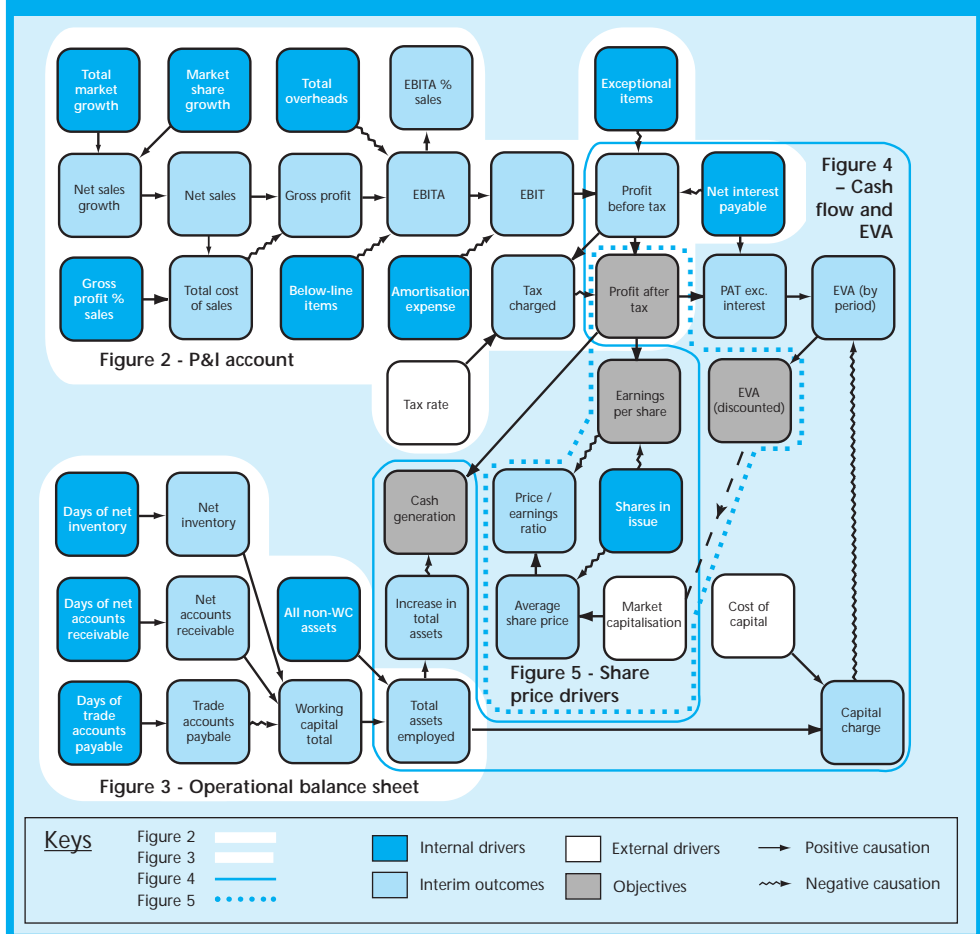 Total
market
growth
Market
share
growth
Total
overheads
EBITA %
sales
Exceptional
items
Figure 4
– Cash
flow and
EVA
Net sales
growth
Net sales
Gross profit
EBITA
EBIT
Profit
before tax
Net interest
payable
Gross
profit %
sales
Total cost
of sales
Below-line
items
Amortisation
expense
Tax
charged
Profit after
tax
PAT exc.
interest
EVA (by
period)
Figure 2 - P&I account
Tax rate
Earnings
per share
EVA
(discounted)
Days of net
inventory
Net
inventory
Cash
generation
Price /
earnings
ratio
Shares in
issue
Days of net
accounts
receivable
Net
accounts
receivable
All non-WC
assets
Increase in
total
assets
Average
share price
Market
capitalisation
Cost of
capital
Figure 5 - Share
price drivers
Days of
trade
accounts
payable
Trade
accounts
paybale
Working
capital
total
Total
assets
employed
Capital
charge
Figure 3 - Operational balance sheet
Keys
Figure 2
Figure 3
Figure 4
Figure 5
Internal drivers
Interim outcomes
External drivers
Objectives
Positive causation
Negative causation